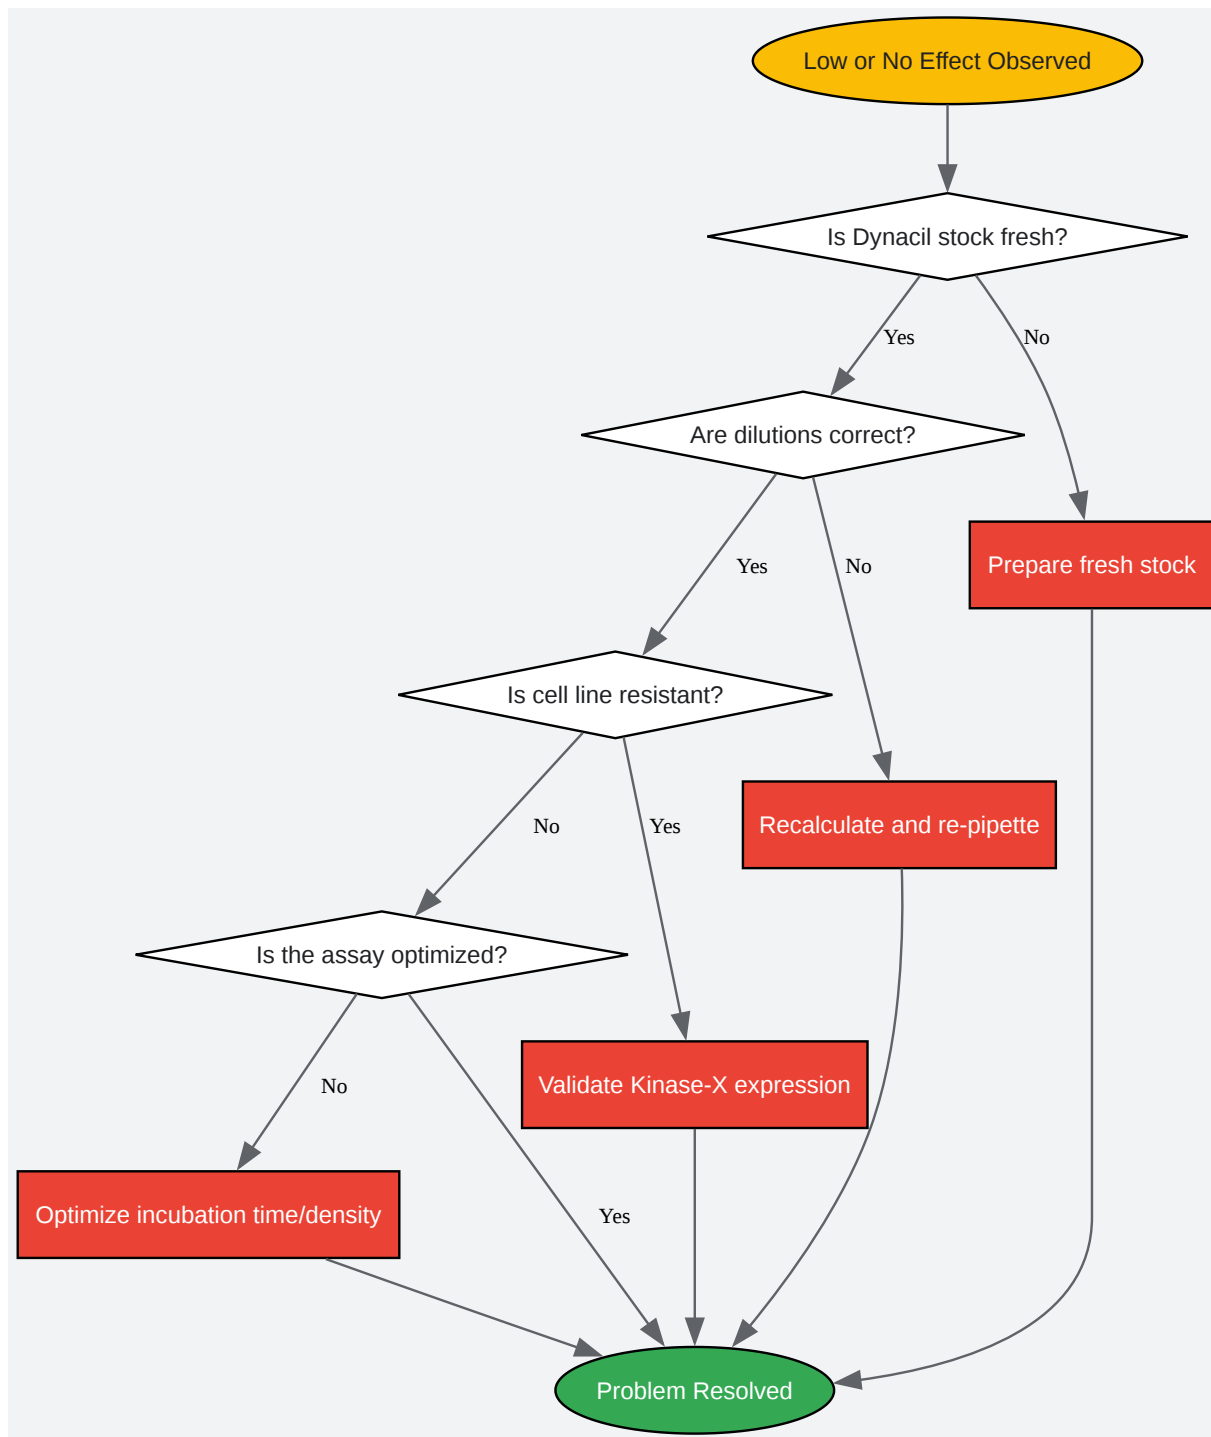 Low or No Effect Observed
Is Dynacil stock fresh?
Yes
No
Are dilutions correct?
Prepare fresh stock
Yes
No
Is cell line resistant?
Recalculate and re-pipette
No
Yes
Is the assay optimized?
Validate Kinase-X expression
No
Optimize incubation time/density
Yes
Problem Resolved